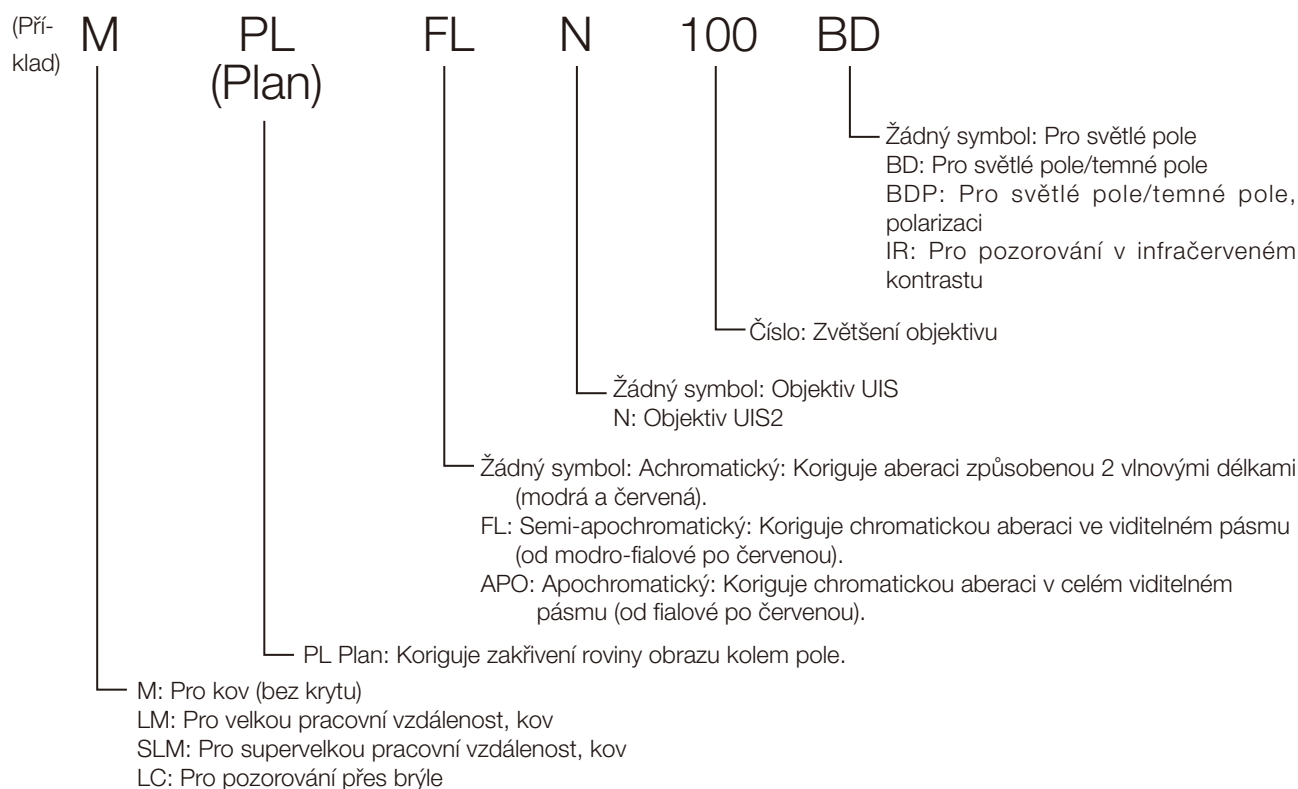 (Pří-
klad)
M PL FL N 100 BD
(Plan)
Žádný symbol: Pro světlé pole
BD: Pro světlé pole/temné pole
BDP: Pro světlé pole/temné pole,
polarizaci
IR: Pro pozorování v infračerveném
kontrastu
Číslo: Zvětšení objektivu
Žádný symbol: Objektiv UIS
N: Objektiv UIS2
Žádný symbol: Achromatický: Koriguje aberaci způsobenou 2 vlnovými délkami
(modrá a červená).
FL: Semi-apochromatický: Koriguje chromatickou aberaci ve viditelném pásmu
(od modro-fialové po červenou).
APO: Apochromatický: Koriguje chromatickou aberaci v celém viditelném
pásmu (od fialové po červenou).
PL Plan: Koriguje zakřivení roviny obrazu kolem pole.
M: Pro kov (bez krytu)
LM: Pro velkou pracovní vzdálenost, kov
SLM: Pro supervelkou pracovní vzdálenost, kov
LC: Pro pozorování přes brýle